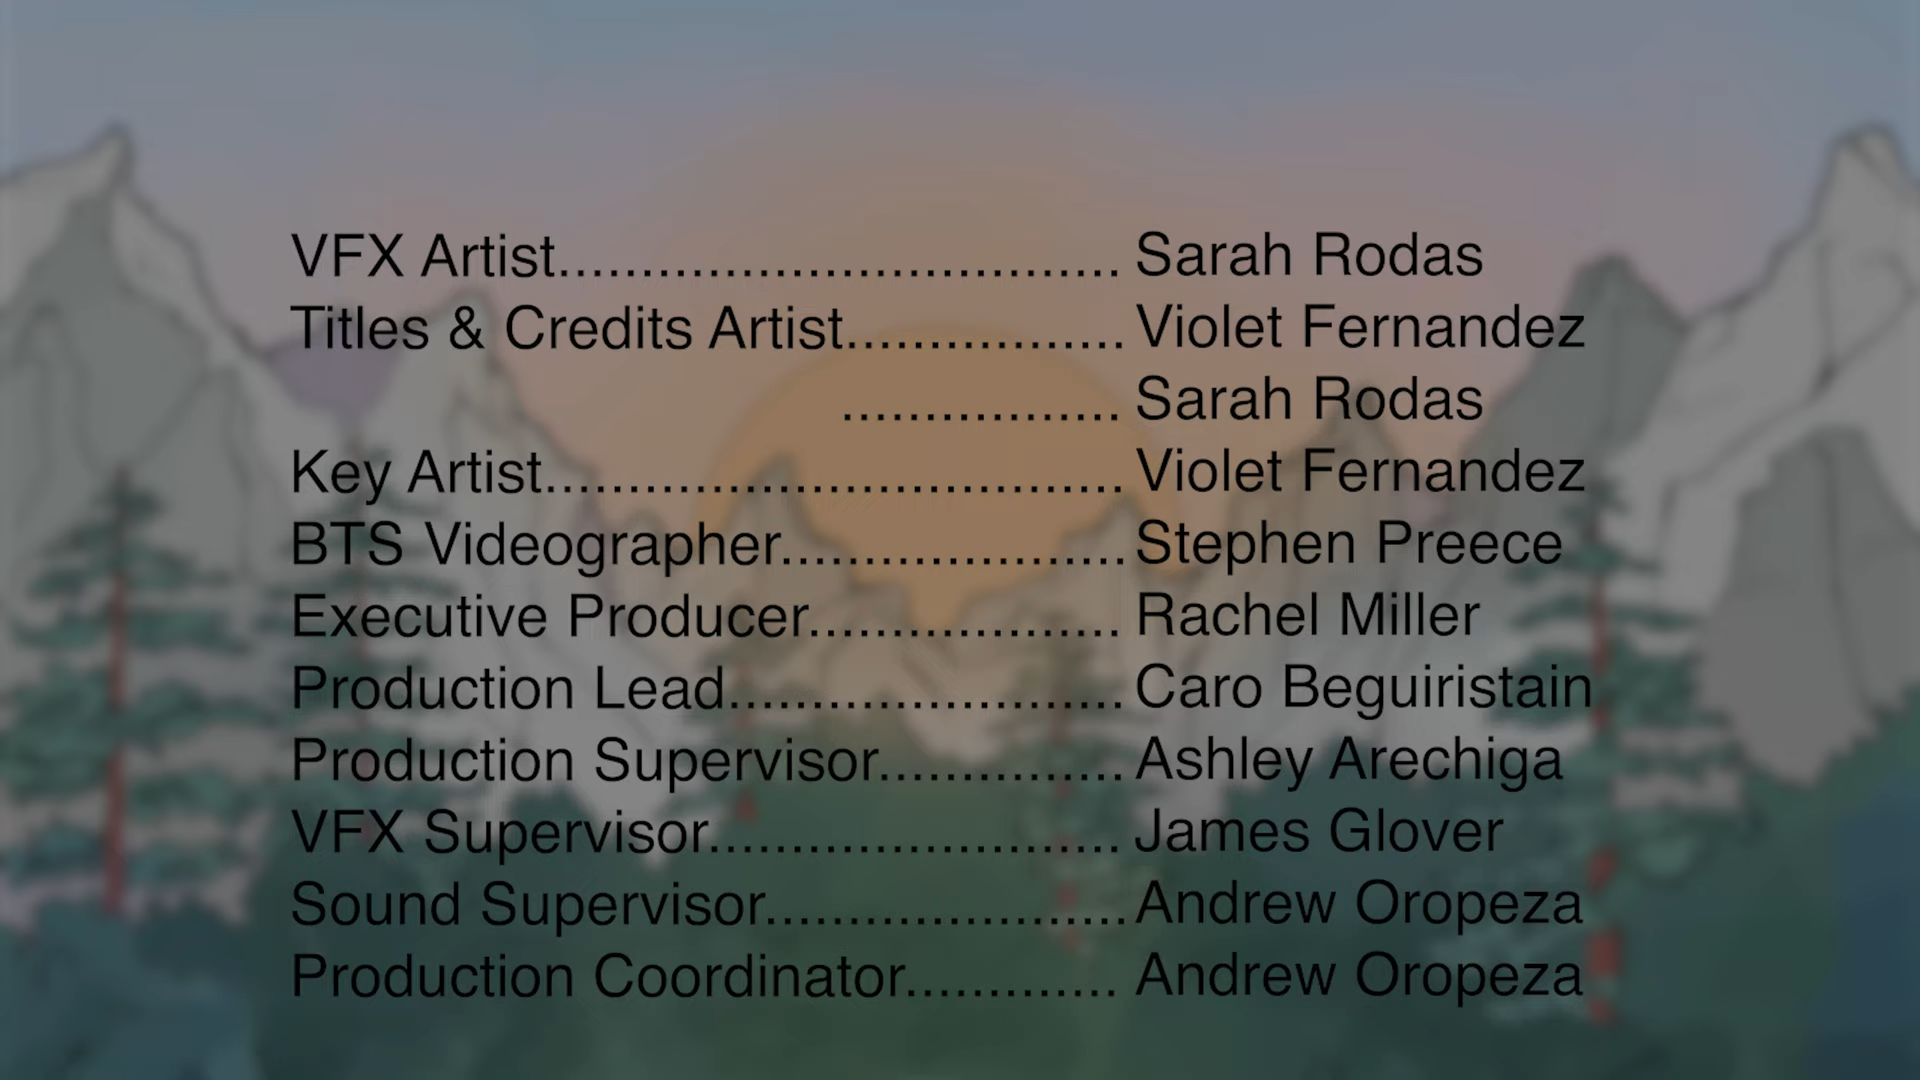 VFX Artist.................................. Sarah Rodas
Titles & Credits Artist................. Violet Fernandez
................. Sarah Rodas
Key Artist................................... Violet Fernandez
BTS Videographer..................... Stephen Preece
Executive Producer................... Rachel Miller
Production Lead........................ Caro Beguiristain
Production Supervisor............... Ashley Arechiga
VFX Supervisor......................... James Glover
Sound Supervisor...................... Andrew Oropeza
Production Coordinator............. Andrew Oropeza